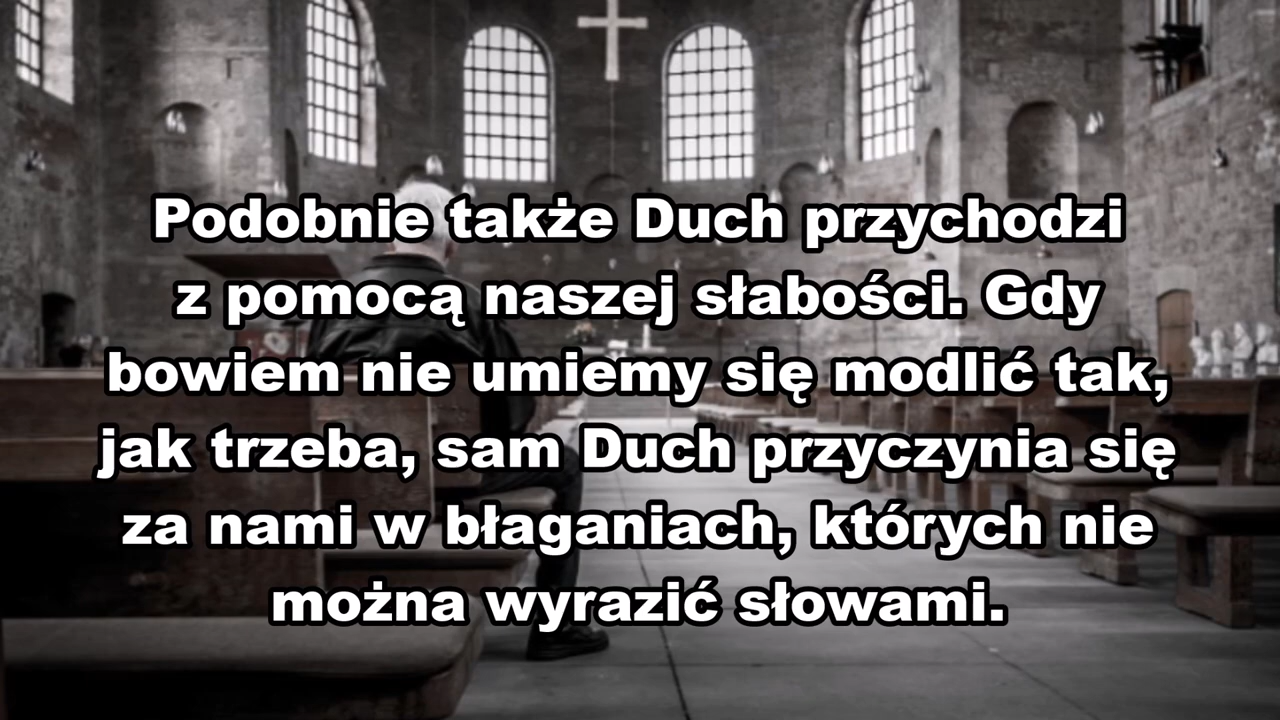 Podobnie także Duch przychodzi
z pomocą naszej słabości. Gdy
bowiem nie umiemy się modlić tak,
jak trzeba, sam Duch przyczynia się
za nami w błaganiach, których nie
można wyrazić słowami.